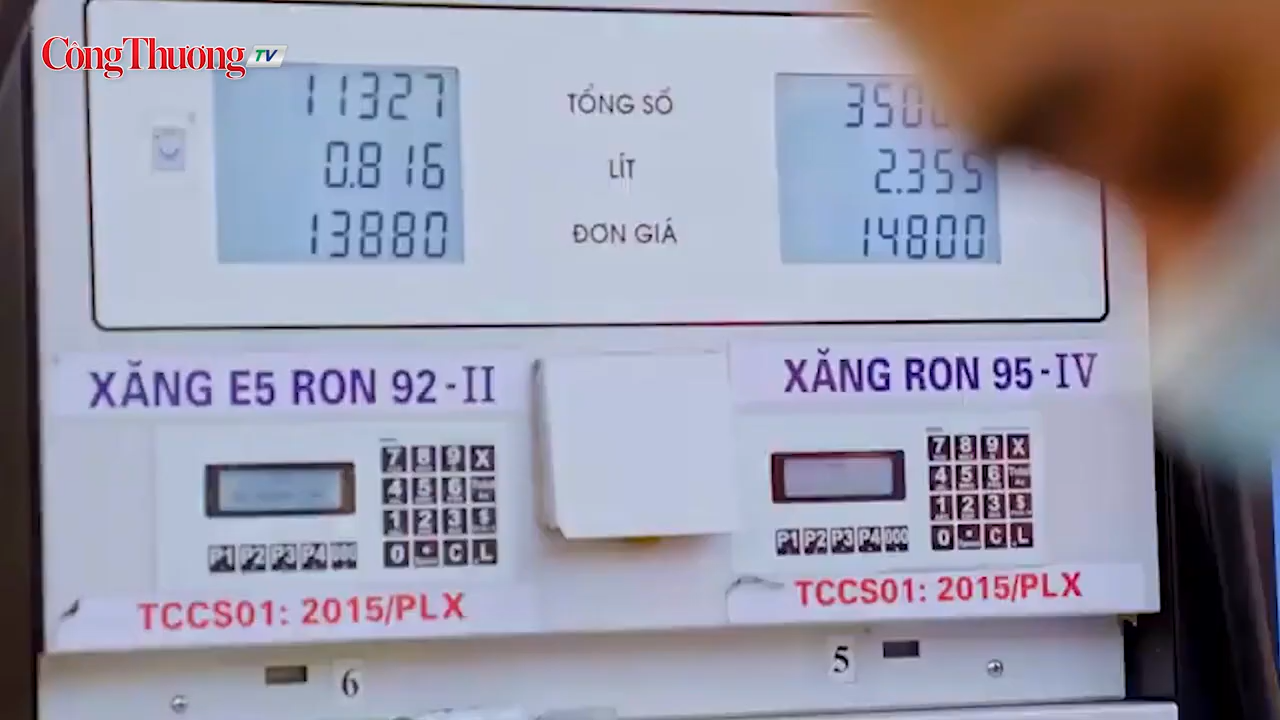 CôngThương TV
11327 TỔNG SỐ
0.816 LÍT 2.355
13880 ĐƠN GIÁ 14800
XĂNG E5 RON 92-II
XĂNG RON 95-IV
7 8 9 X
4 5 6
1 2 3 $
0 C L
P1 P2 P3 P4 000
7 8 9 X
4 5 6
1 2 3 $
0 C L
P1 P2 P3 P4 000
TCCS01: 2015/PLX
TCCS01: 2015/PLX
6
5